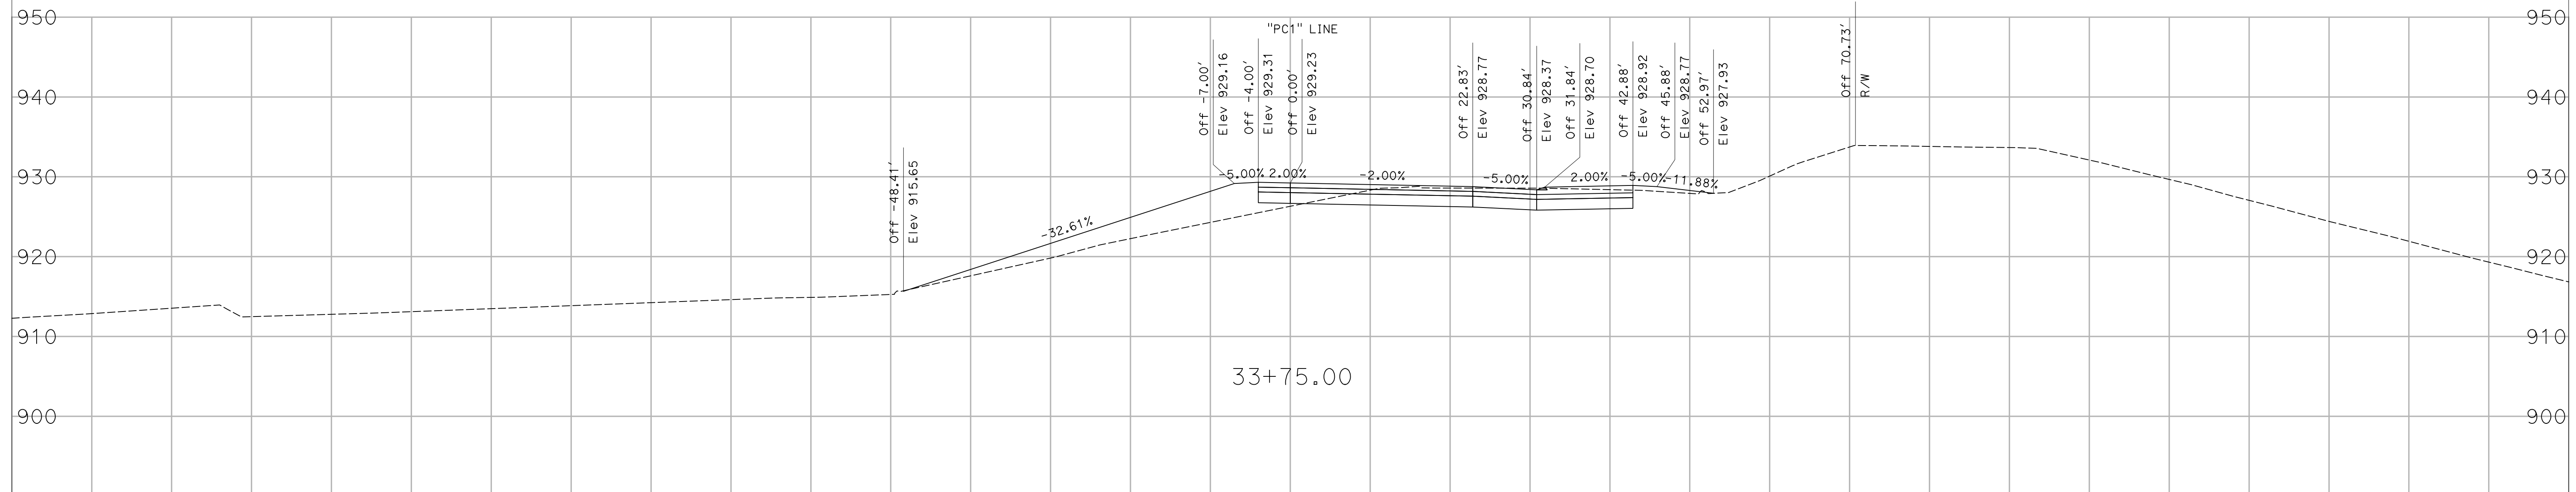 950
950
"PC1" LINE
Off -7.00′
Elev 929.16
Off -4.00′
Elev 929.31
Off 0.00′
Elev 929.23
Off 22.83′
Elev 928.77
Off 30.84′
Elev 928.37
Off 31.84′
Elev 928.70
Off 42.88′
Elev 928.92
Off 45.88′
Elev 928.77
Off 52.97′
Elev 927.93
Off 70.73′
R/W
940
940
Off -48.41′
Elev 915.65
930
-5.00%
2.00%
-2.00%
-5.00%
2.00%
-5.00%
-11.88%
930
-32.61%
920
920
910
910
33+75.00
900
900